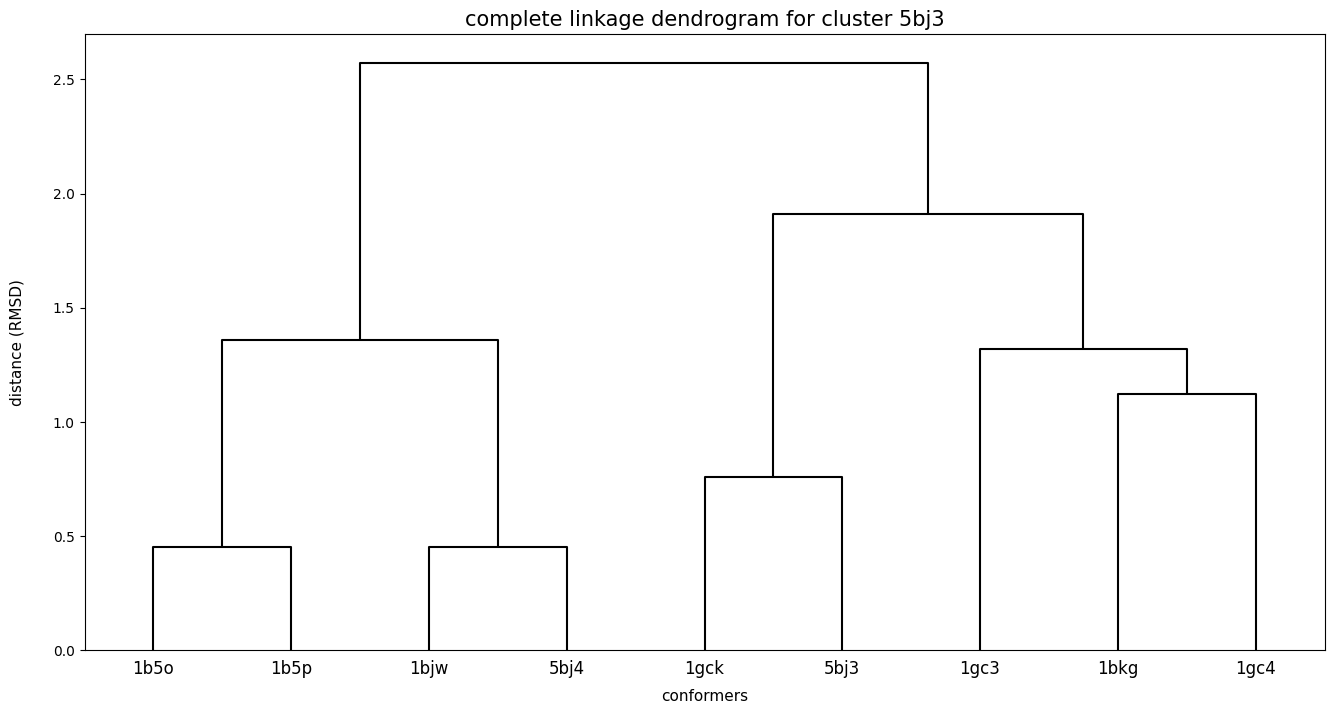 complete linkage dendrogram for cluster 5bj3
distance (RMSD)
2.5
2.0
1.5
1.0
0.5
0.0
1b5o 1b5p 1bjw 5bj4 1gck 5bj3 1gc3 1bkg 1gc4
conformers